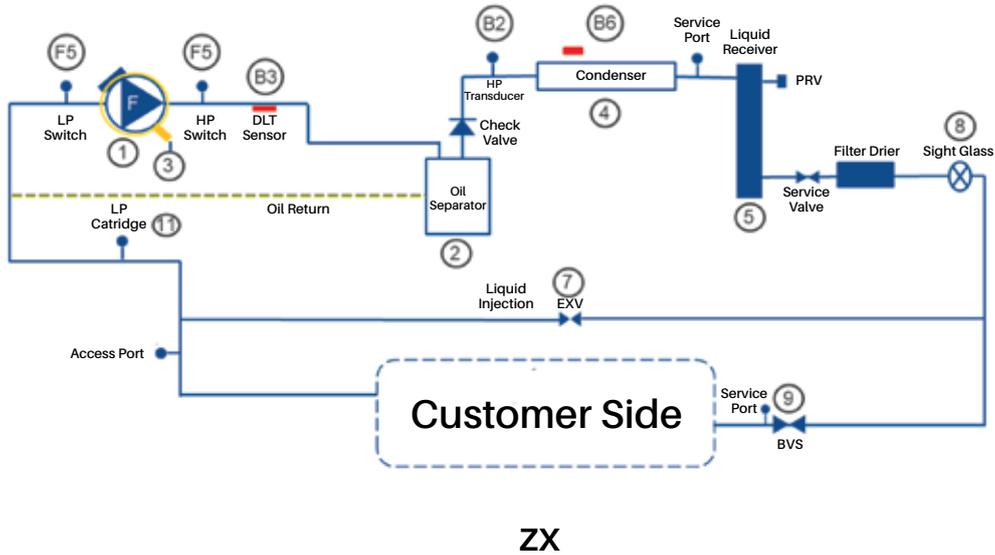 F5
F5
B3
B2
B6
Service
Port
Liquid
Receiver
F
LP
Switch
HP
Switch
DLT
Sensor
1
3
HP
Transducer
Check
Valve
Condenser
4
PRV
8
Filter Drier
Sight Glass
Service
Valve
5
Oil
Separator
2
Oil Return
LP
Catridge
11
Liquid
Injection
7
EXV
Access Port
Customer Side
Service
Port
9
BVS
ZX